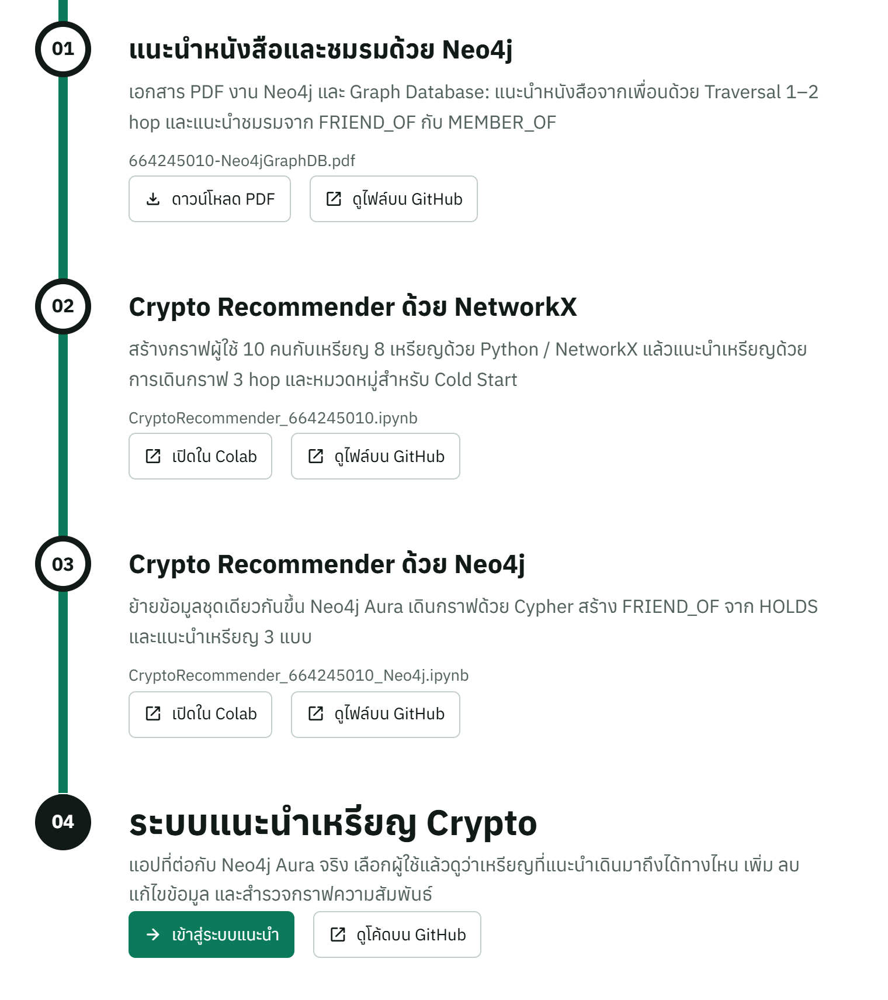 01
แนะนำหนังสือและชมรมด้วย Neo4j
เอกสาร PDF งาน Neo4j และ Graph Database: แนะนำหนังสือจากเพื่อนด้วย Traversal 1–2
hop และแนะนำชมรมจาก FRIEND_OF กับ MEMBER_OF
664245010-Neo4jGraphDB.pdf
ดาวน์โหลด PDF
ดูไฟล์บน GitHub
02
Crypto Recommender ด้วย NetworkX
สร้างกราฟผู้ใช้ 10 คนกับเหรียญ 8 เหรียญด้วย Python / NetworkX แล้วแนะนำเหรียญด้วย
การเดินกราฟ 3 hop และหมวดหมู่สำหรับ Cold Start
CryptoRecommender_664245010.ipynb
เปิดใน Colab
ดูไฟล์บน GitHub
03
Crypto Recommender ด้วย Neo4j
ย้ายข้อมูลชุดเดียวกันขึ้น Neo4j Aura เดินกราฟด้วย Cypher สร้าง FRIEND_OF จาก HOLDS
และแนะนำเหรียญ 3 แบบ
CryptoRecommender_664245010_Neo4j.ipynb
เปิดใน Colab
ดูไฟล์บน GitHub
04
ระบบแนะนำเหรียญ Crypto
แอปที่ต่อกับ Neo4j Aura จริง เลือกผู้ใช้แล้วดูว่าเหรียญที่แนะนำเดินมาถึงได้ทางไหน เพิ่ม ลบ
แก้ไขข้อมูล และสำรวจกราฟความสัมพันธ์
เข้าสู่ระบบแนะนำ
ดูโค้ดบน GitHub